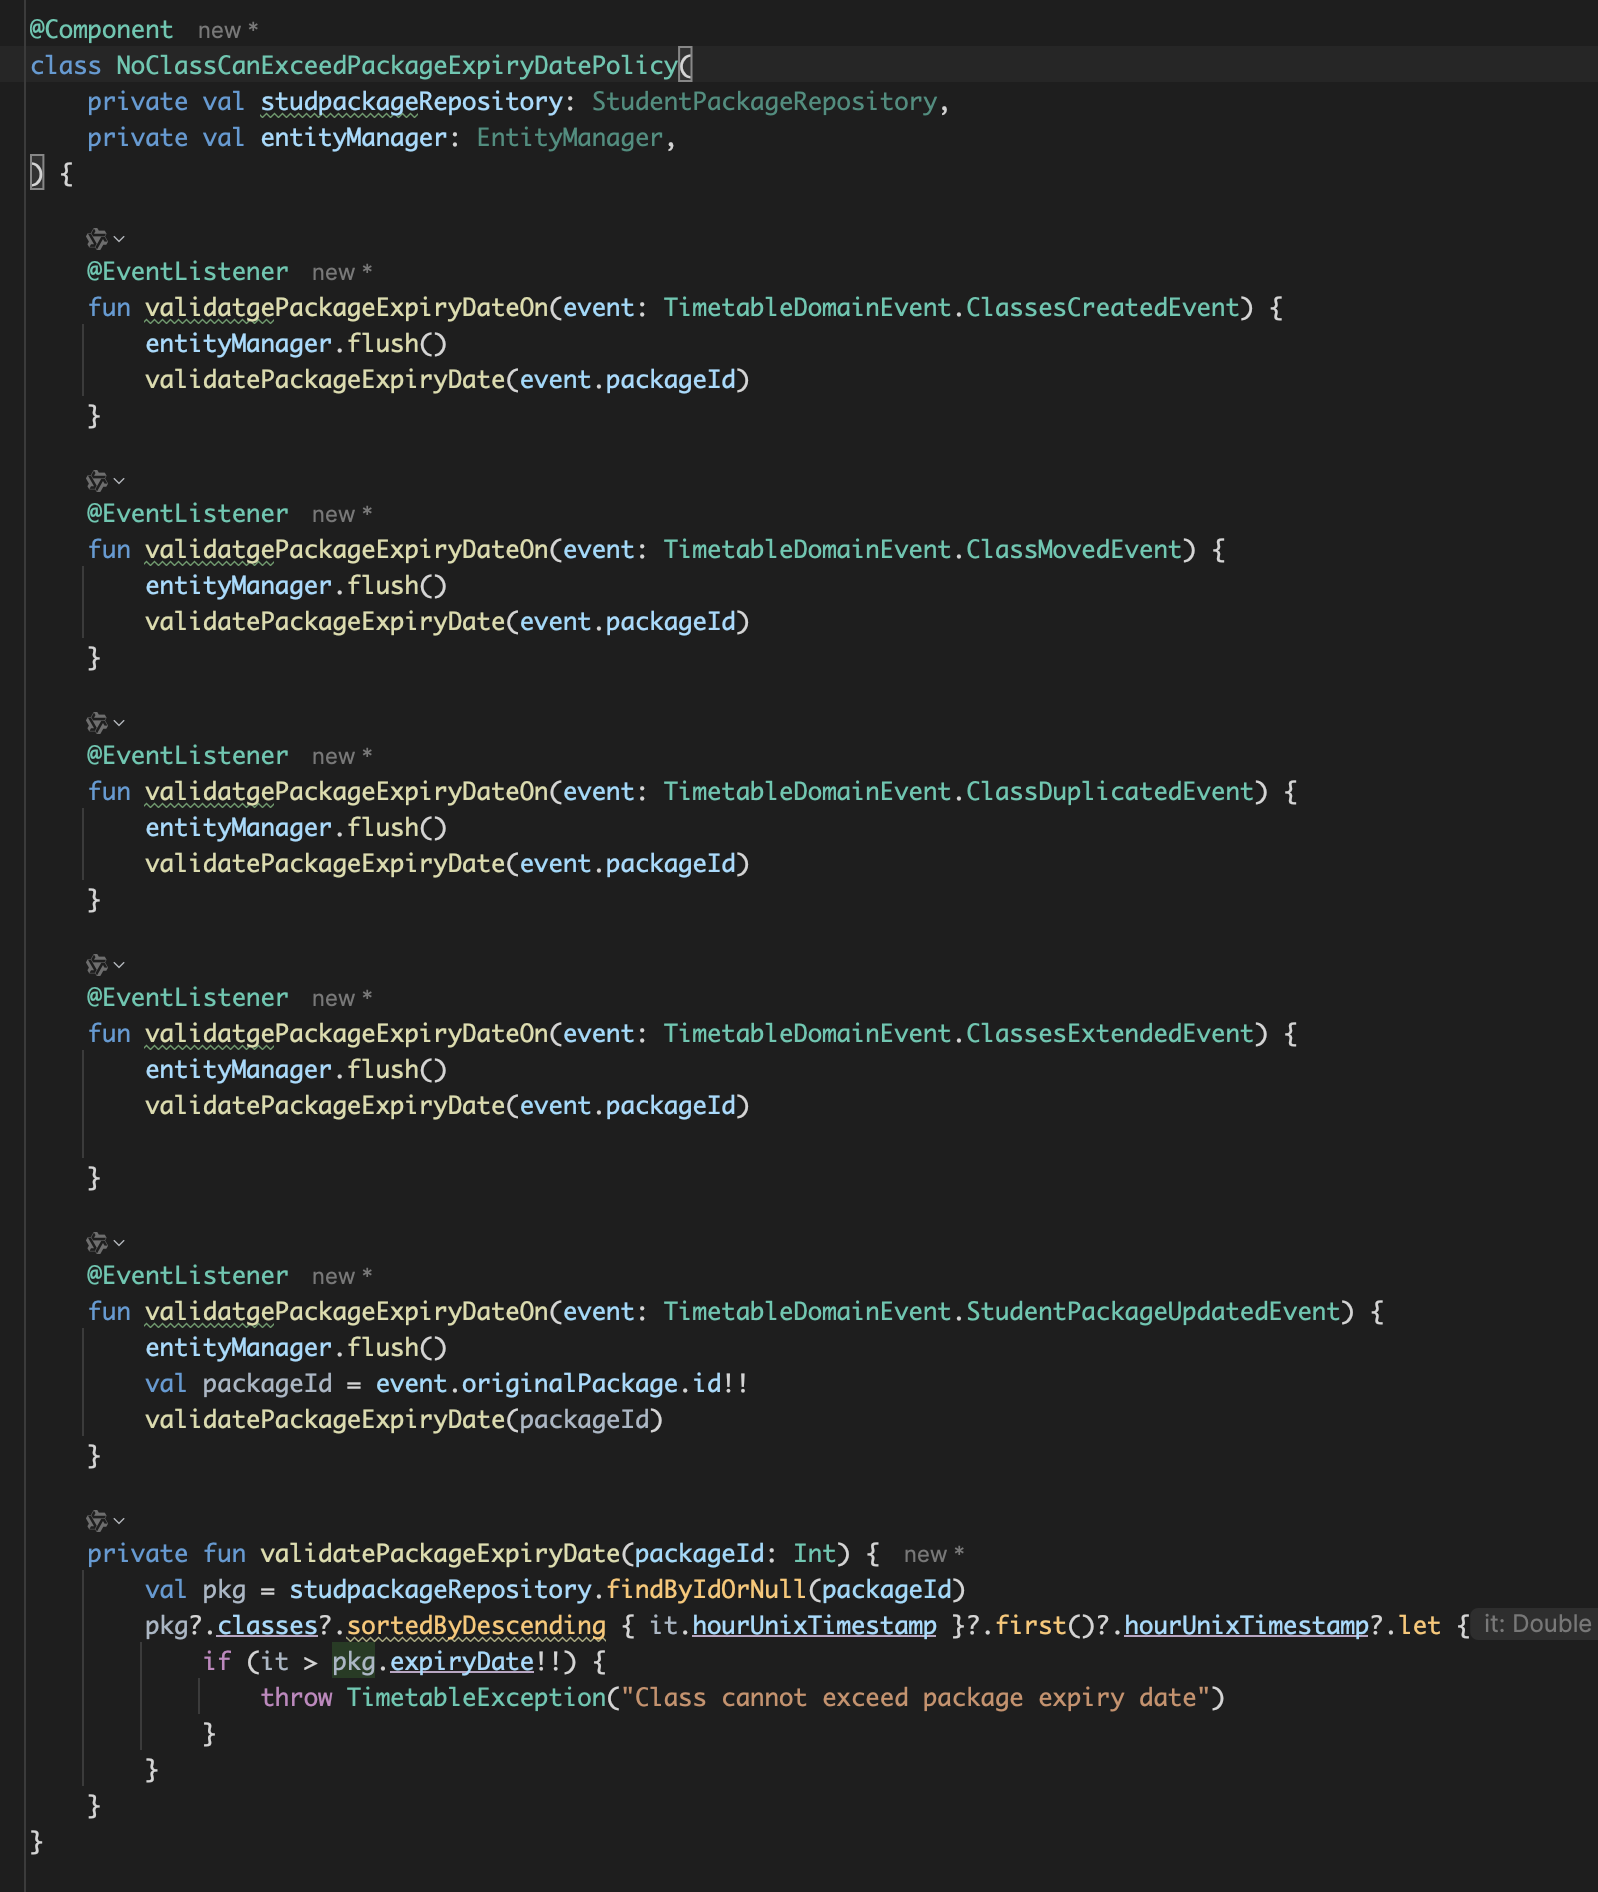 @Component new *
class NoClassCanExceedPackageExpiryDatePolicy(
    private val studpackageRepository: StudentPackageRepository,
    private val entityManager: EntityManager,
) {
    @EventListener new *
    fun validatgePackageExpiryDateOn(event: TimetableDomainEvent.ClassesCreatedEvent) {
        entityManager.flush()
        validatePackageExpiryDate(event.packageId)
    }
    @EventListener new *
    fun validatgePackageExpiryDateOn(event: TimetableDomainEvent.ClassMovedEvent) {
        entityManager.flush()
        validatePackageExpiryDate(event.packageId)
    }
    @EventListener new *
    fun validatgePackageExpiryDateOn(event: TimetableDomainEvent.ClassDuplicatedEvent) {
        entityManager.flush()
        validatePackageExpiryDate(event.packageId)
    }
    @EventListener new *
    fun validatgePackageExpiryDateOn(event: TimetableDomainEvent.ClassesExtendedEvent) {
        entityManager.flush()
        validatePackageExpiryDate(event.packageId)
    }
    @EventListener new *
    fun validatgePackageExpiryDateOn(event: TimetableDomainEvent.StudentPackageUpdatedEvent) {
        entityManager.flush()
        val packageId = event.originalPackage.id!!
        validatePackageExpiryDate(packageId)
    }
    private fun validatePackageExpiryDate(packageId: Int) { new *
        val pkg = studpackageRepository.findByIdOrNull(packageId)
        pkg?.classes?.sortedByDescending { it.hourUnixTimestamp }?.first()?.hourUnixTimestamp?.let { it: Double
            if (it > pkg.expiryDate!!) {
                throw TimetableException("Class cannot exceed package expiry date")
            }
        }
    }
}